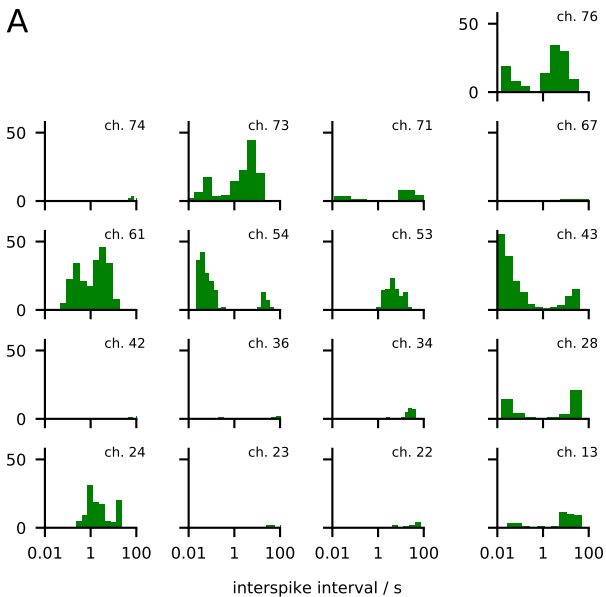 A
ch. 76
50
0
ch. 74
ch. 73
ch. 71
ch. 67
50
0
ch. 61
ch. 54
ch. 53
ch. 43
50
0
ch. 42
ch. 36
ch. 34
ch. 28
50
0
ch. 24
ch. 23
ch. 22
ch. 13
50
0
0.01 1 100 0.01 1 100 0.01 1 100 0.01 1 100
interspike interval / s